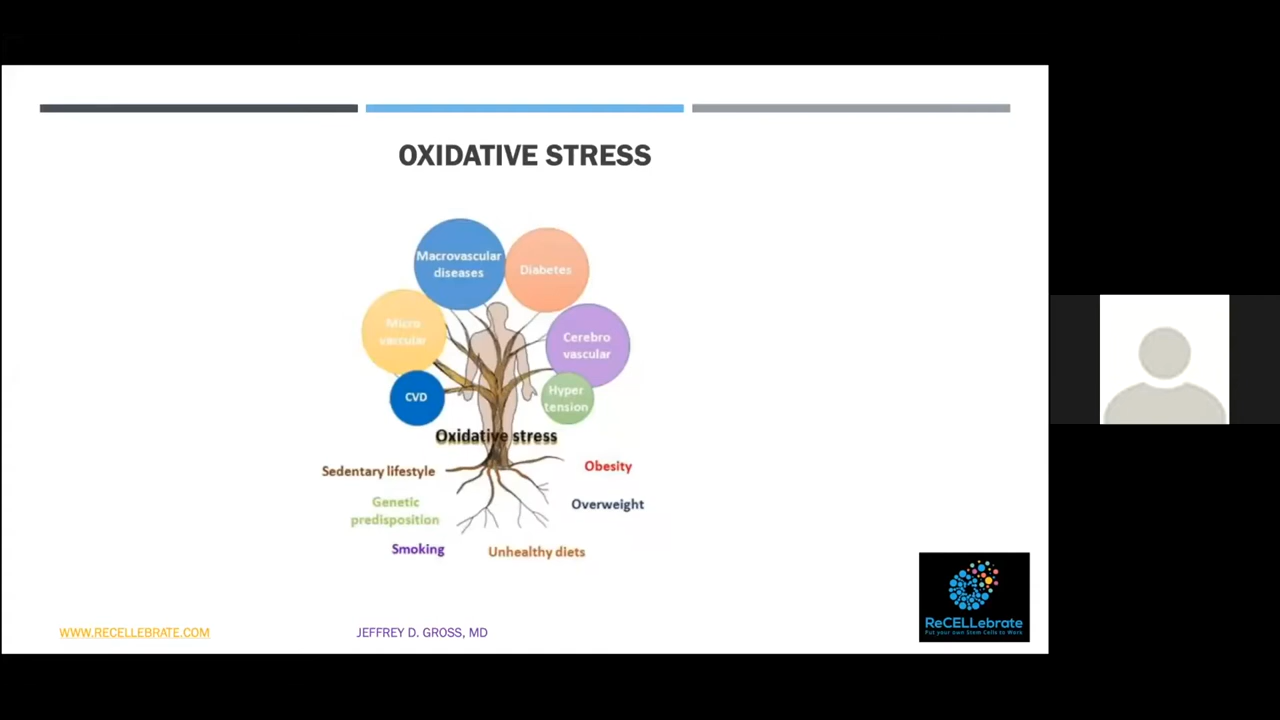 OXIDATIVE STRESS
Macrovascular
diseases
Diabetes
Micro
vascular
Cerebro
vascular
CVD
Hyper
tension
Oxidative stress
Sedentary lifestyle
Obesity
Genetic
predisposition
Overweight
Smoking
Unhealthy diets
WWW.RECELLEBRATE.COM
JEFFREY D. GROSS, MD
ReCELLebrate
Put your Own Stem Cells to Work